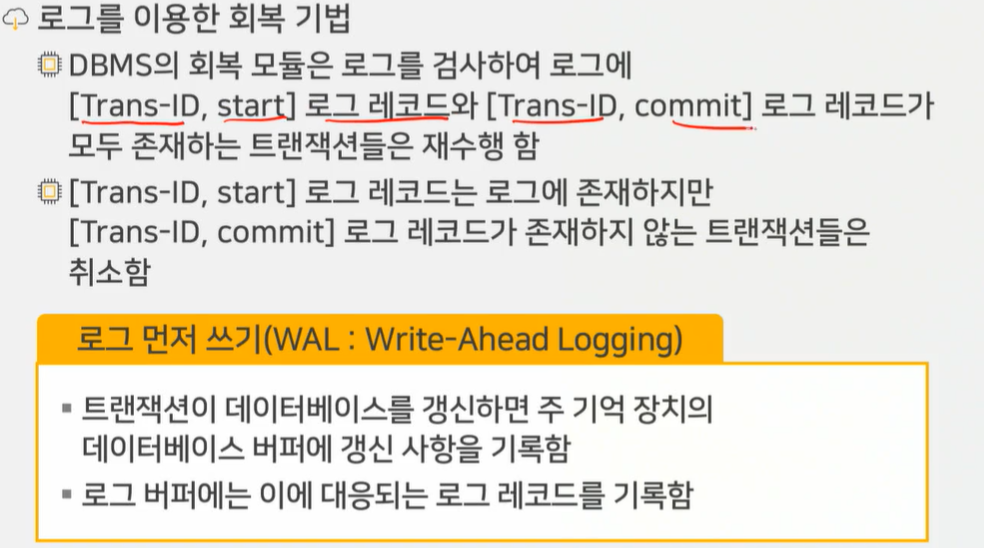 로그를 이용한 회복 기법
DBMS의 회복 모듈은 로그를 검사하여 로그에
[Trans-ID, start] 로그 레코드와 [Trans-ID, commit] 로그 레코드가
모두 존재하는 트랜잭션들은 재수행 함
[Trans-ID, start] 로그 레코드는 로그에 존재하지만
[Trans-ID, commit] 로그 레코드가 존재하지 않는 트랜잭션들은
취소함
로그 먼저 쓰기(WAL : Write-Ahead Logging)
▪ 트랜잭션이 데이터베이스를 갱신하면 주 기억 장치의
데이터베이스 버퍼에 갱신 사항을 기록함
▪ 로그 버퍼에는 이에 대응되는 로그 레코드를 기록함